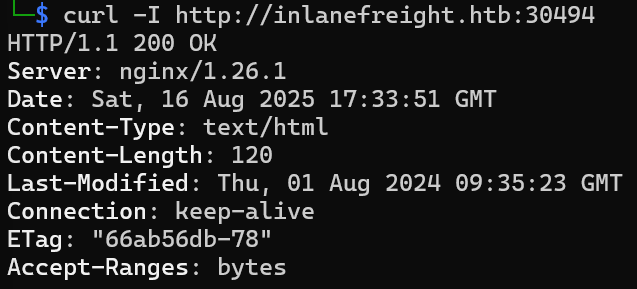 └─$ curl -I http://inlanefreight.htb:30494
HTTP/1.1 200 OK
Server: nginx/1.26.1
Date: Sat, 16 Aug 2025 17:33:51 GMT
Content-Type: text/html
Content-Length: 120
Last-Modified: Thu, 01 Aug 2024 09:35:23 GMT
Connection: keep-alive
ETag: "66ab56db-78"
Accept-Ranges: bytes